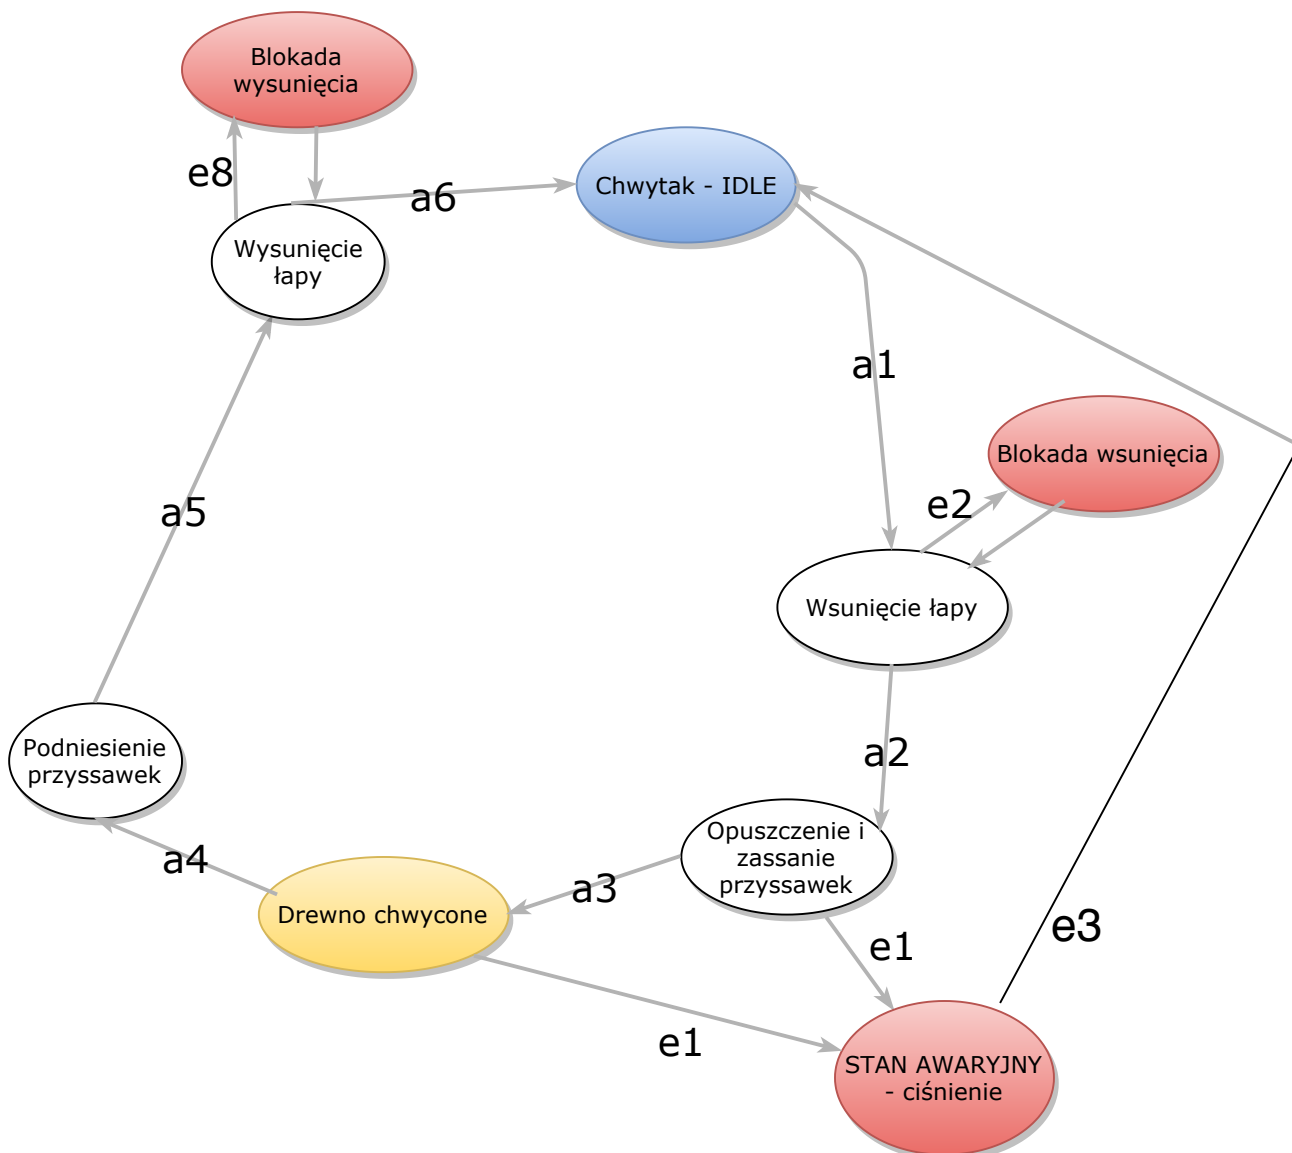 Blokada
wysunięcia
e8
a6
Chwytak - IDLE
Wysunięcie
łapy
a1
Blokada wsunięcia
e2
a5
Wsunięcie łapy
Podniesienie
przyssawek
a2
Opuszczenie i
zassanie
przyssawek
a4
a3
Drewno chwycone
e1
e3
e1
STAN AWARYJNY
- ciśnienie